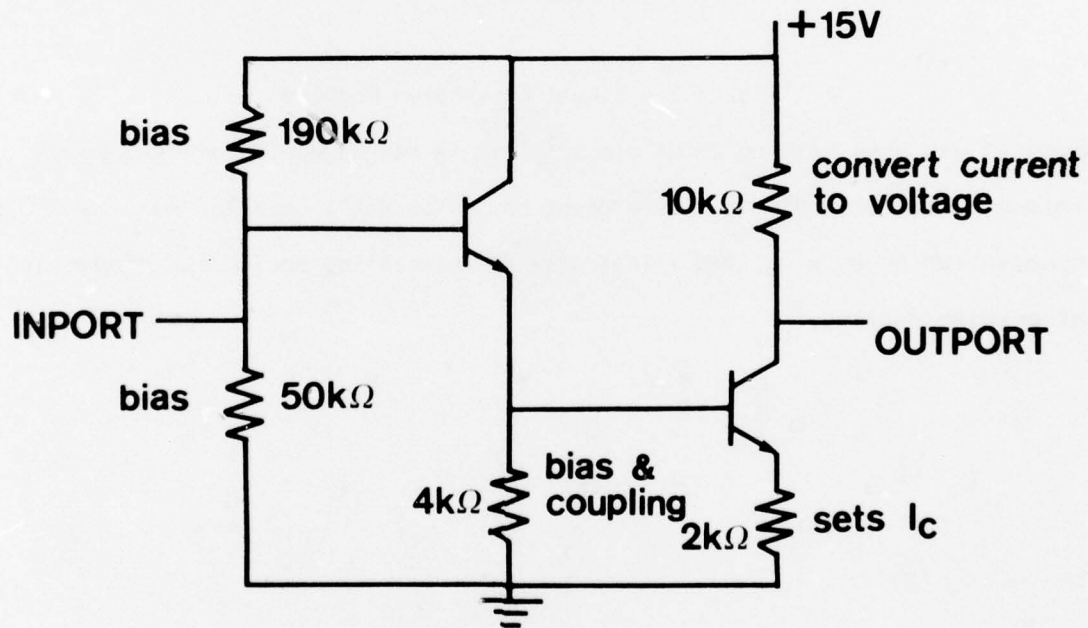 +15V
bias 190kΩ
10kΩ convert current
to voltage
INPORT
OUTPORT
bias 50kΩ
4kΩ bias &
coupling
2kΩ sets IC